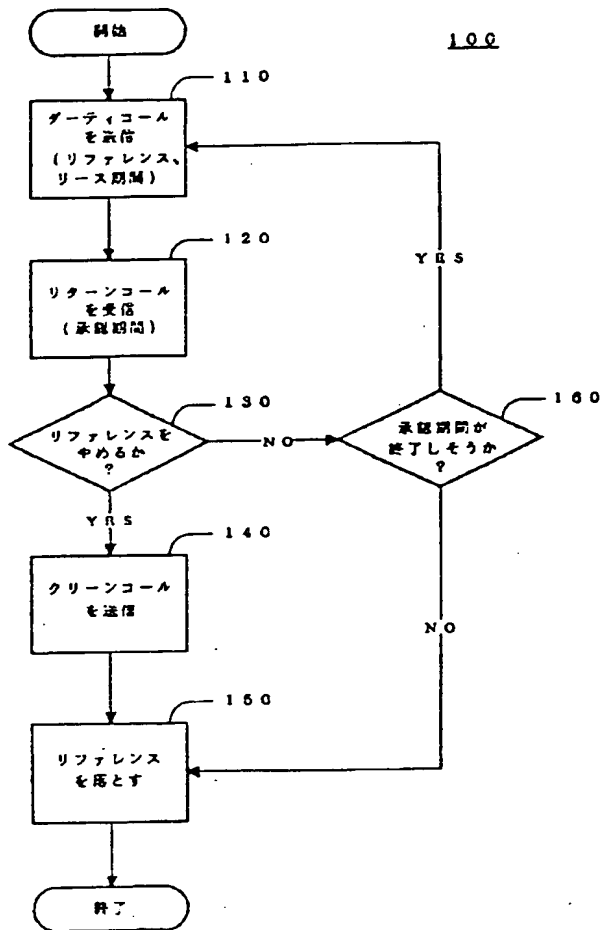 開始
100
110
ダーティコール
を送信
(リファレンス、
リース期間)
120
リターンコール
を受信
(承認期間)
130
リファレンスを
やめるか
?
NO
160
承認期間が
終了しそうか
?
YES
YES
140
クリーンコール
を送信
NO
150
リファレンス
を落とす
終了